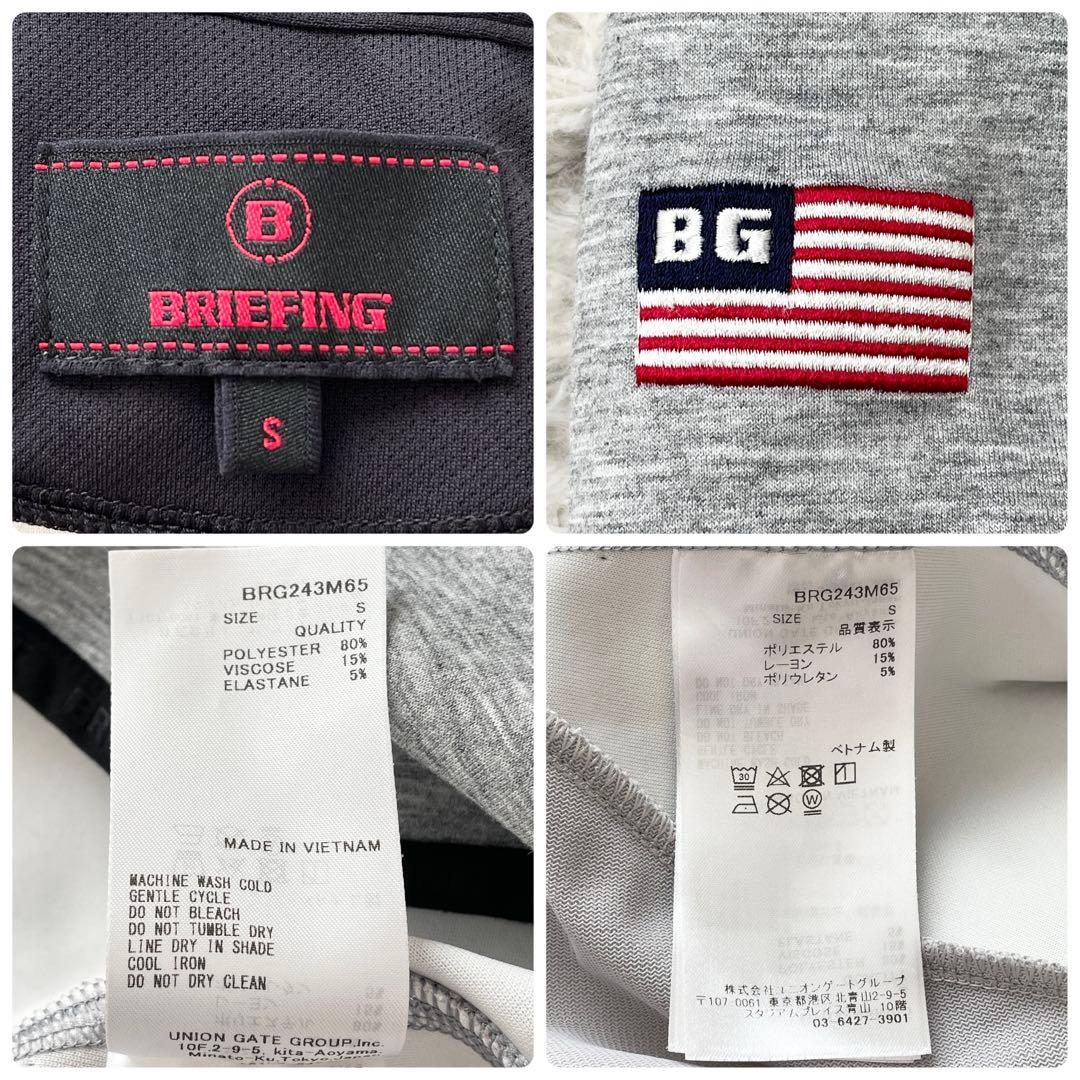 B
BRIEFING
S
BG
BRG243M65
SIZE S
QUALITY
POLYESTER 80%
VISCOSE 15%
ELASTANE 5%
MADE IN VIETNAM
MACHINE WASH COLD
GENTLE CYCLE
DO NOT BLEACH
DO NOT TUMBLE DRY
LINE DRY IN SHADE
COOL IRON
DO NOT DRY CLEAN
UNION GATE GROUP,Inc.
10F.2-9-5, kita-Aoyama.
Minato-Ku,Tokyo,Japan
BRG243M65
SIZE S
品質表示
ポリエステル 80%
レーヨン 15%
ポリウレタン 5%
ベトナム製
30
W
株式会社ユニオンゲートグループ
〒107-0061 東京都港区北青山2-9-5
スタジアムプレイス青山 10階
03-6427-3901